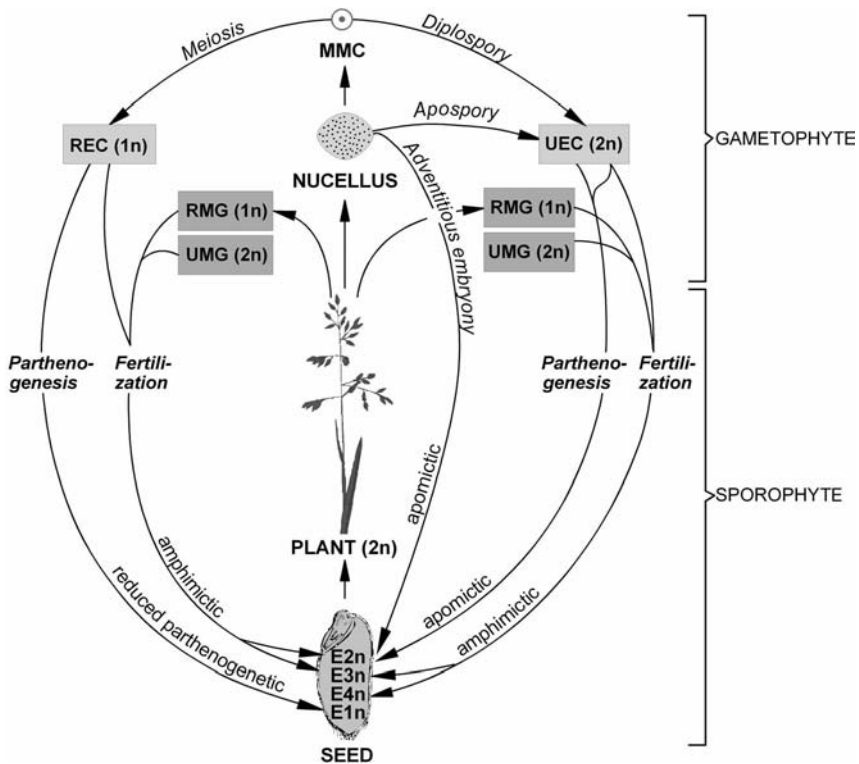 Meiosis
Diplospory
MMC
Apospory
REC (1n)
UEC (2n)
GAMETOPHYTE
NUCELLUS
Adventitious embryony
RMG (1n)
RMG (1n)
UMG (2n)
UMG (2n)
Partheno-
genesis
Fertili-
zation
Partheno-
genesis
Fertili-
zation
apomictic
SPOROPHYTE
PLANT (2n)
amphimictic
reduced parthenogenetic
apomictic
amphimictic
E2n
E3n
E4n
E1n
SEED